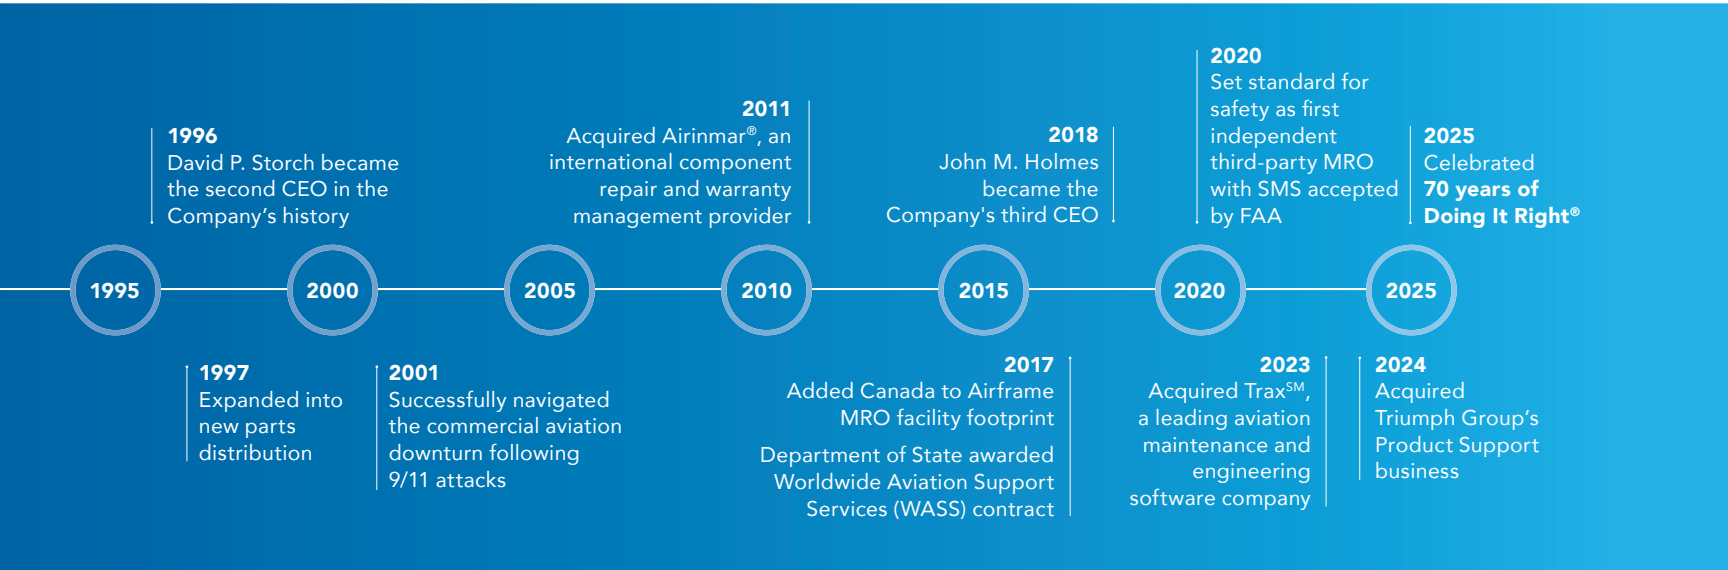 1996
David P. Storch became
the second CEO in the
Company’s history
2011
Acquired Airinmar®, an
international component
repair and warranty
management provider
2018
John M. Holmes
became the
Company's third CEO
2020
Set standard for
safety as first
independent
third-party MRO
with SMS accepted
by FAA
2025
Celebrated
70 years of
Doing It Right®
1995
2000
2005
2010
2015
2020
2025
1997
Expanded into
new parts
distribution
2001
Successfully navigated
the commercial aviation
downturn following
9/11 attacks
2017
Added Canada to Airframe
MRO facility footprint
Department of State awarded
Worldwide Aviation Support
Services (WASS) contract
2023
Acquired Trax℠,
a leading aviation
maintenance and
engineering
software company
2024
Acquired
Triumph Group’s
Product Support
business